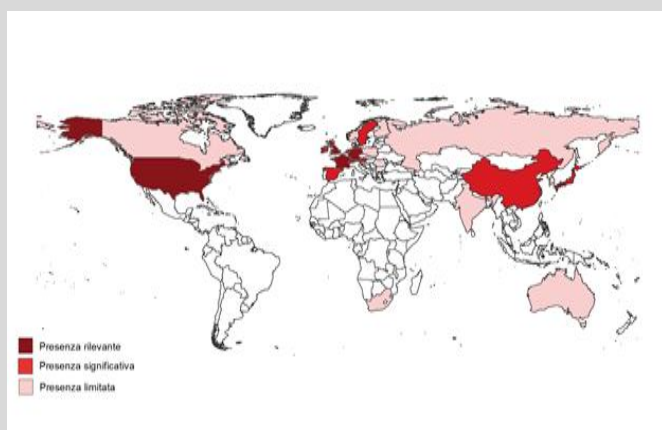 Presenza rilevante
Presenza significativa
Presenza limitata